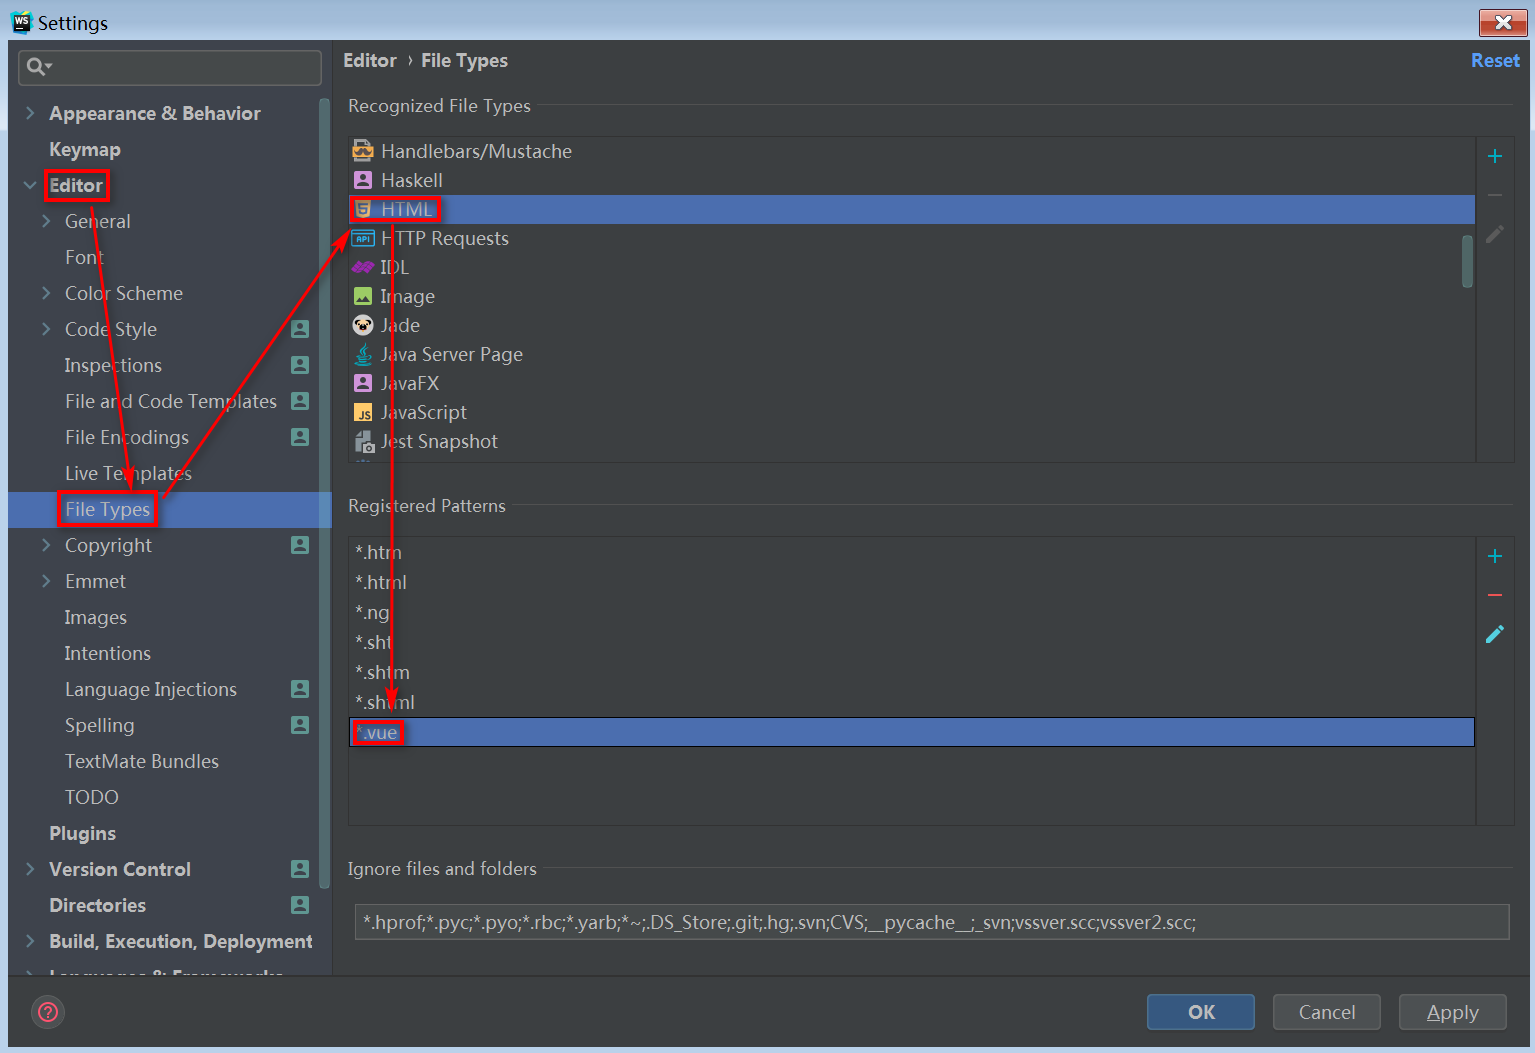 Settings
Appearance & Behavior
Keymap
Editor
General
Font
Color Scheme
Code Style
Inspections
File and Code Templates
File Encodings
Live Templates
File Types
Copyright
Emmet
Images
Intentions
Language Injections
Spelling
TextMate Bundles
TODO
Plugins
Version Control
Directories
Build, Execution, Deployment
Languages & Frameworks
Editor › File Types
Reset
Recognized File Types
Handlebars/Mustache
Haskell
HTML
HTTP Requests
IDL
Image
Jade
Java Server Page
JavaFX
JavaScript
Jest Snapshot
Registered Patterns
*.htm
*.html
*.ng
*.sht
*.shtm
*.shtml
*.vue
Ignore files and folders
*.hprof;*.pyc;*.pyo;*.rbc;*.yarb;*~;.DS_Store;.git;.hg;.svn;CVS;__pycache__;_svn;vssver.scc;vssver2.scc;
OK
Cancel
Apply